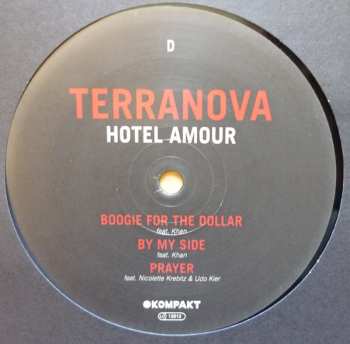 D
TERRANOVA
HOTEL AMOUR
BOOGIE FOR THE DOLLAR
feat. Khan
BY MY SIDE
feat. Khan
PRAYER
feat. Nicolette Krebitz & Udo Kier
KOMPAKT